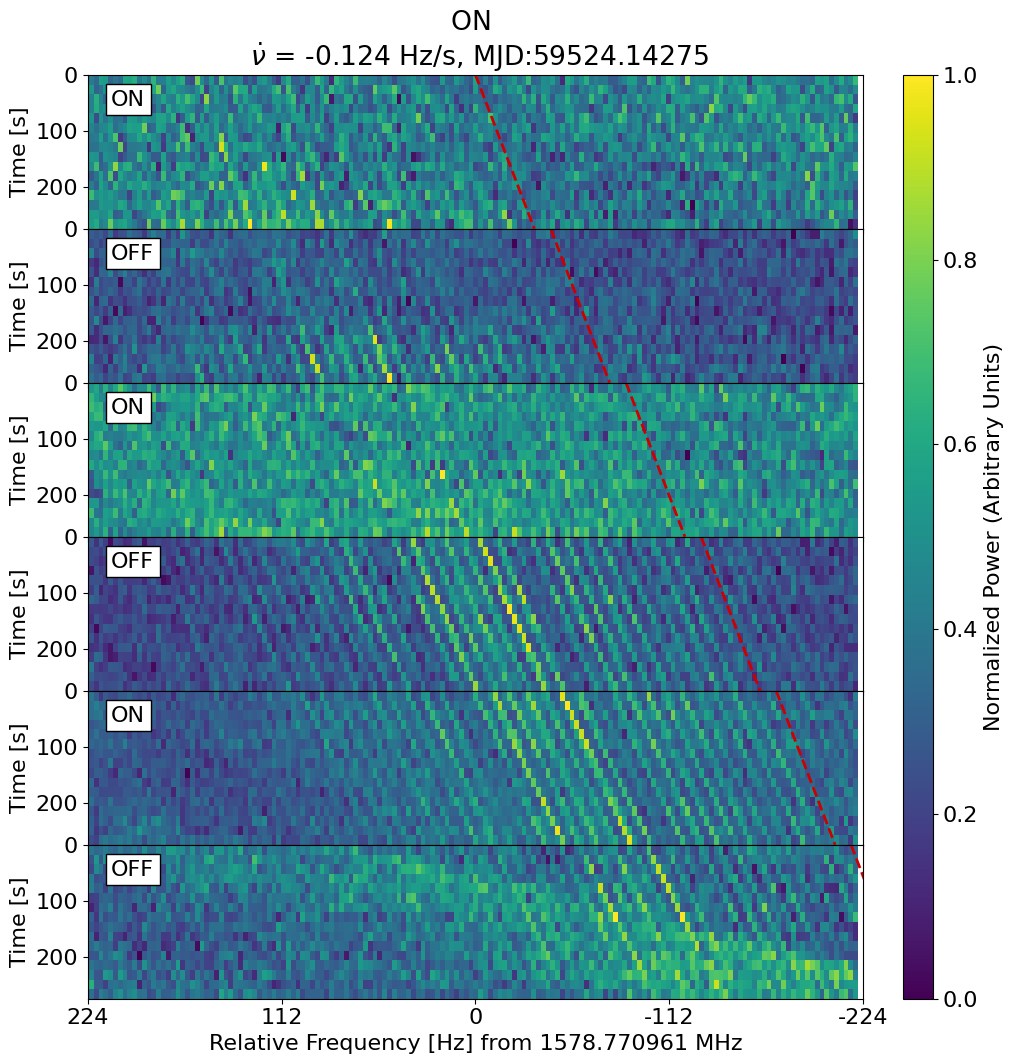 ON
ν̇ = -0.124 Hz/s, MJD:59524.14275
0 100 200 Time [s] ON
0 100 200 Time [s] OFF
0 100 200 Time [s] ON
0 100 200 Time [s] OFF
0 100 200 Time [s] ON
0 100 200 Time [s] OFF
224 112 0 -112 -224
Relative Frequency [Hz] from 1578.770961 MHz
1.0
0.8
0.6
0.4
0.2
0.0
Normalized Power (Arbitrary Units)